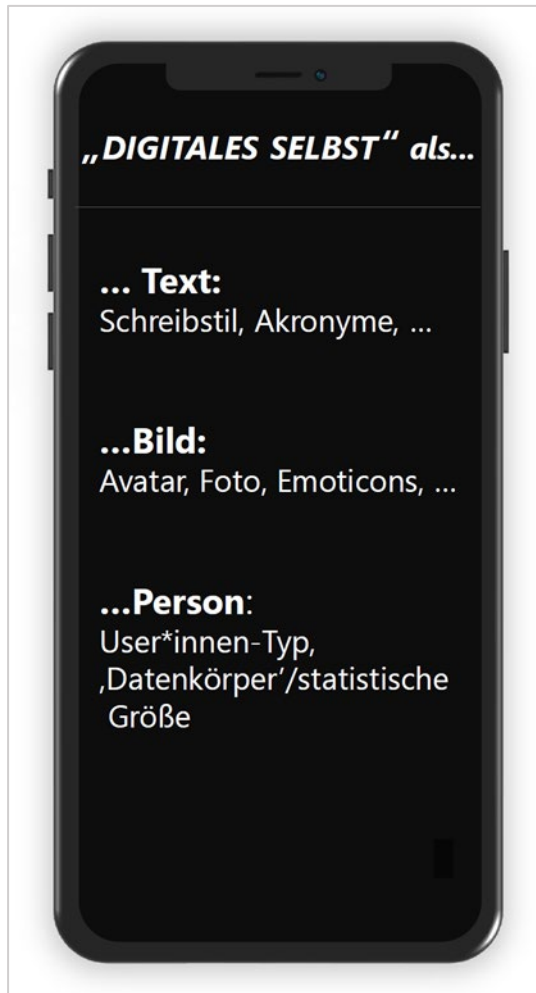 „DIGITALES SELBST“ als...
... Text:
Schreibstil, Akronyme, ...
...Bild:
Avatar, Foto, Emoticons, ...
...Person:
User*innen-Typ,
‚Datenkörper’/statistische
Größe